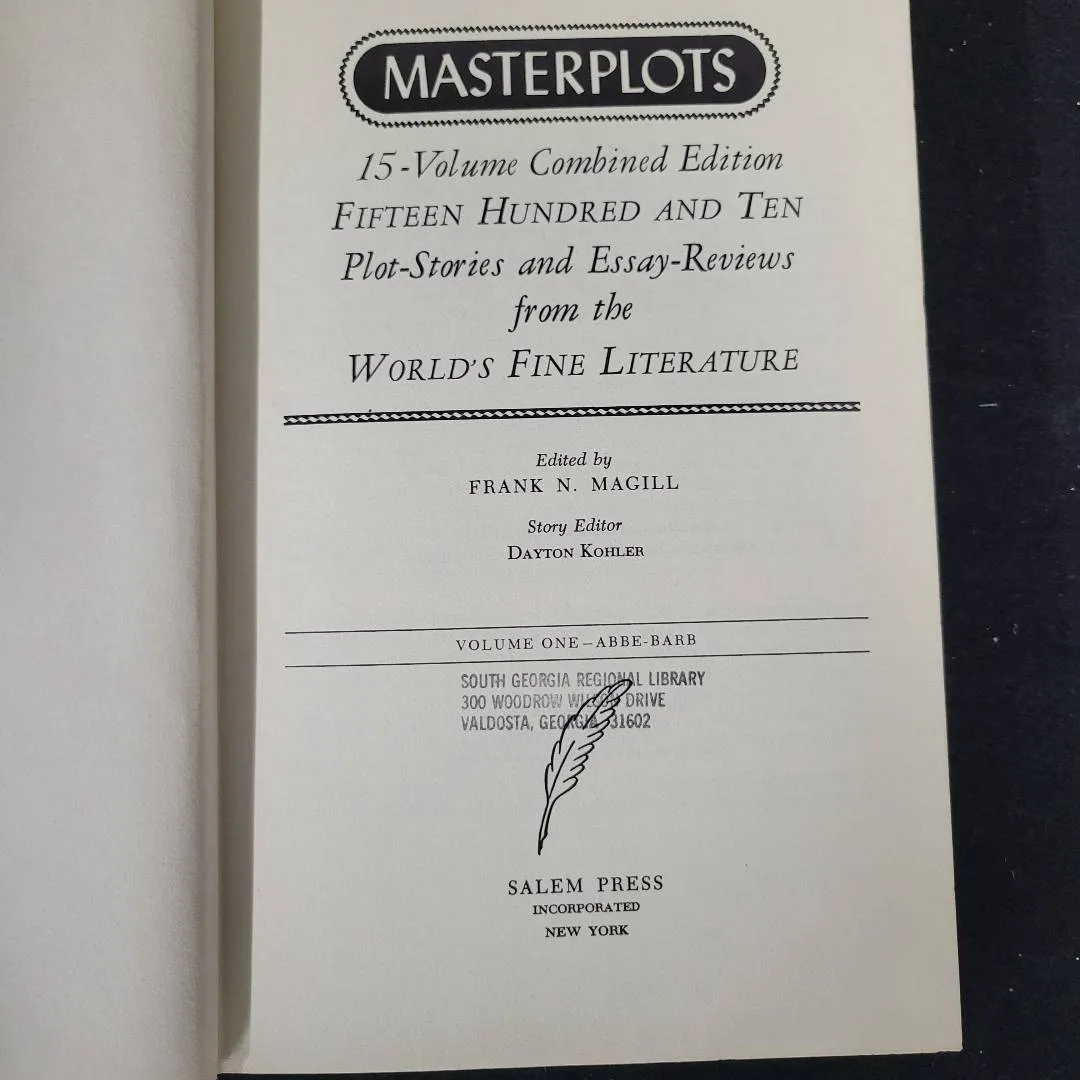 MASTERPLOTS
15-Volume Combined Edition
FIFTEEN HUNDRED AND TEN
Plot-Stories and Essay-Reviews
from the
WORLD'S FINE LITERATURE
Edited by
FRANK N. MAGILL
Story Editor
DAYTON KOHLER
VOLUME ONE–ABBE-BARB
SOUTH GEORGIA REGIONAL LIBRARY
300 WOODROW WILSON DRIVE
VALDOSTA, GEORGIA 31602
SALEM PRESS
INCORPORATED
NEW YORK